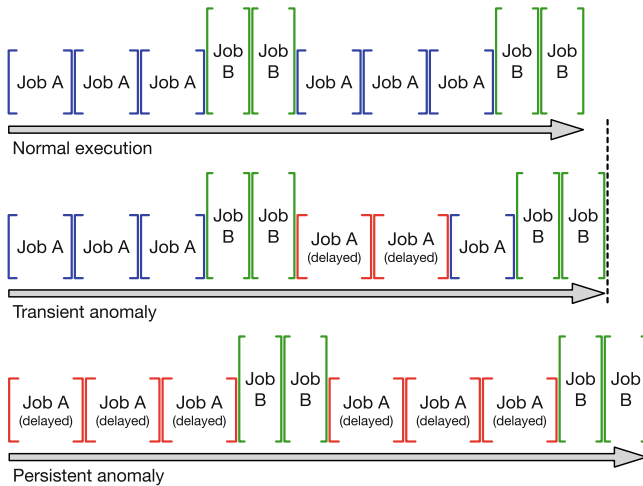 Job A Job A Job A Job B Job B Job A Job A Job A Job B Job B
Normal execution
Job A Job A Job A Job B Job B Job A (delayed) Job A (delayed) Job A Job B Job B
Transient anomaly
Job A (delayed) Job A (delayed) Job A (delayed) Job B Job B Job A (delayed) Job A (delayed) Job A (delayed) Job B Job B
Persistent anomaly